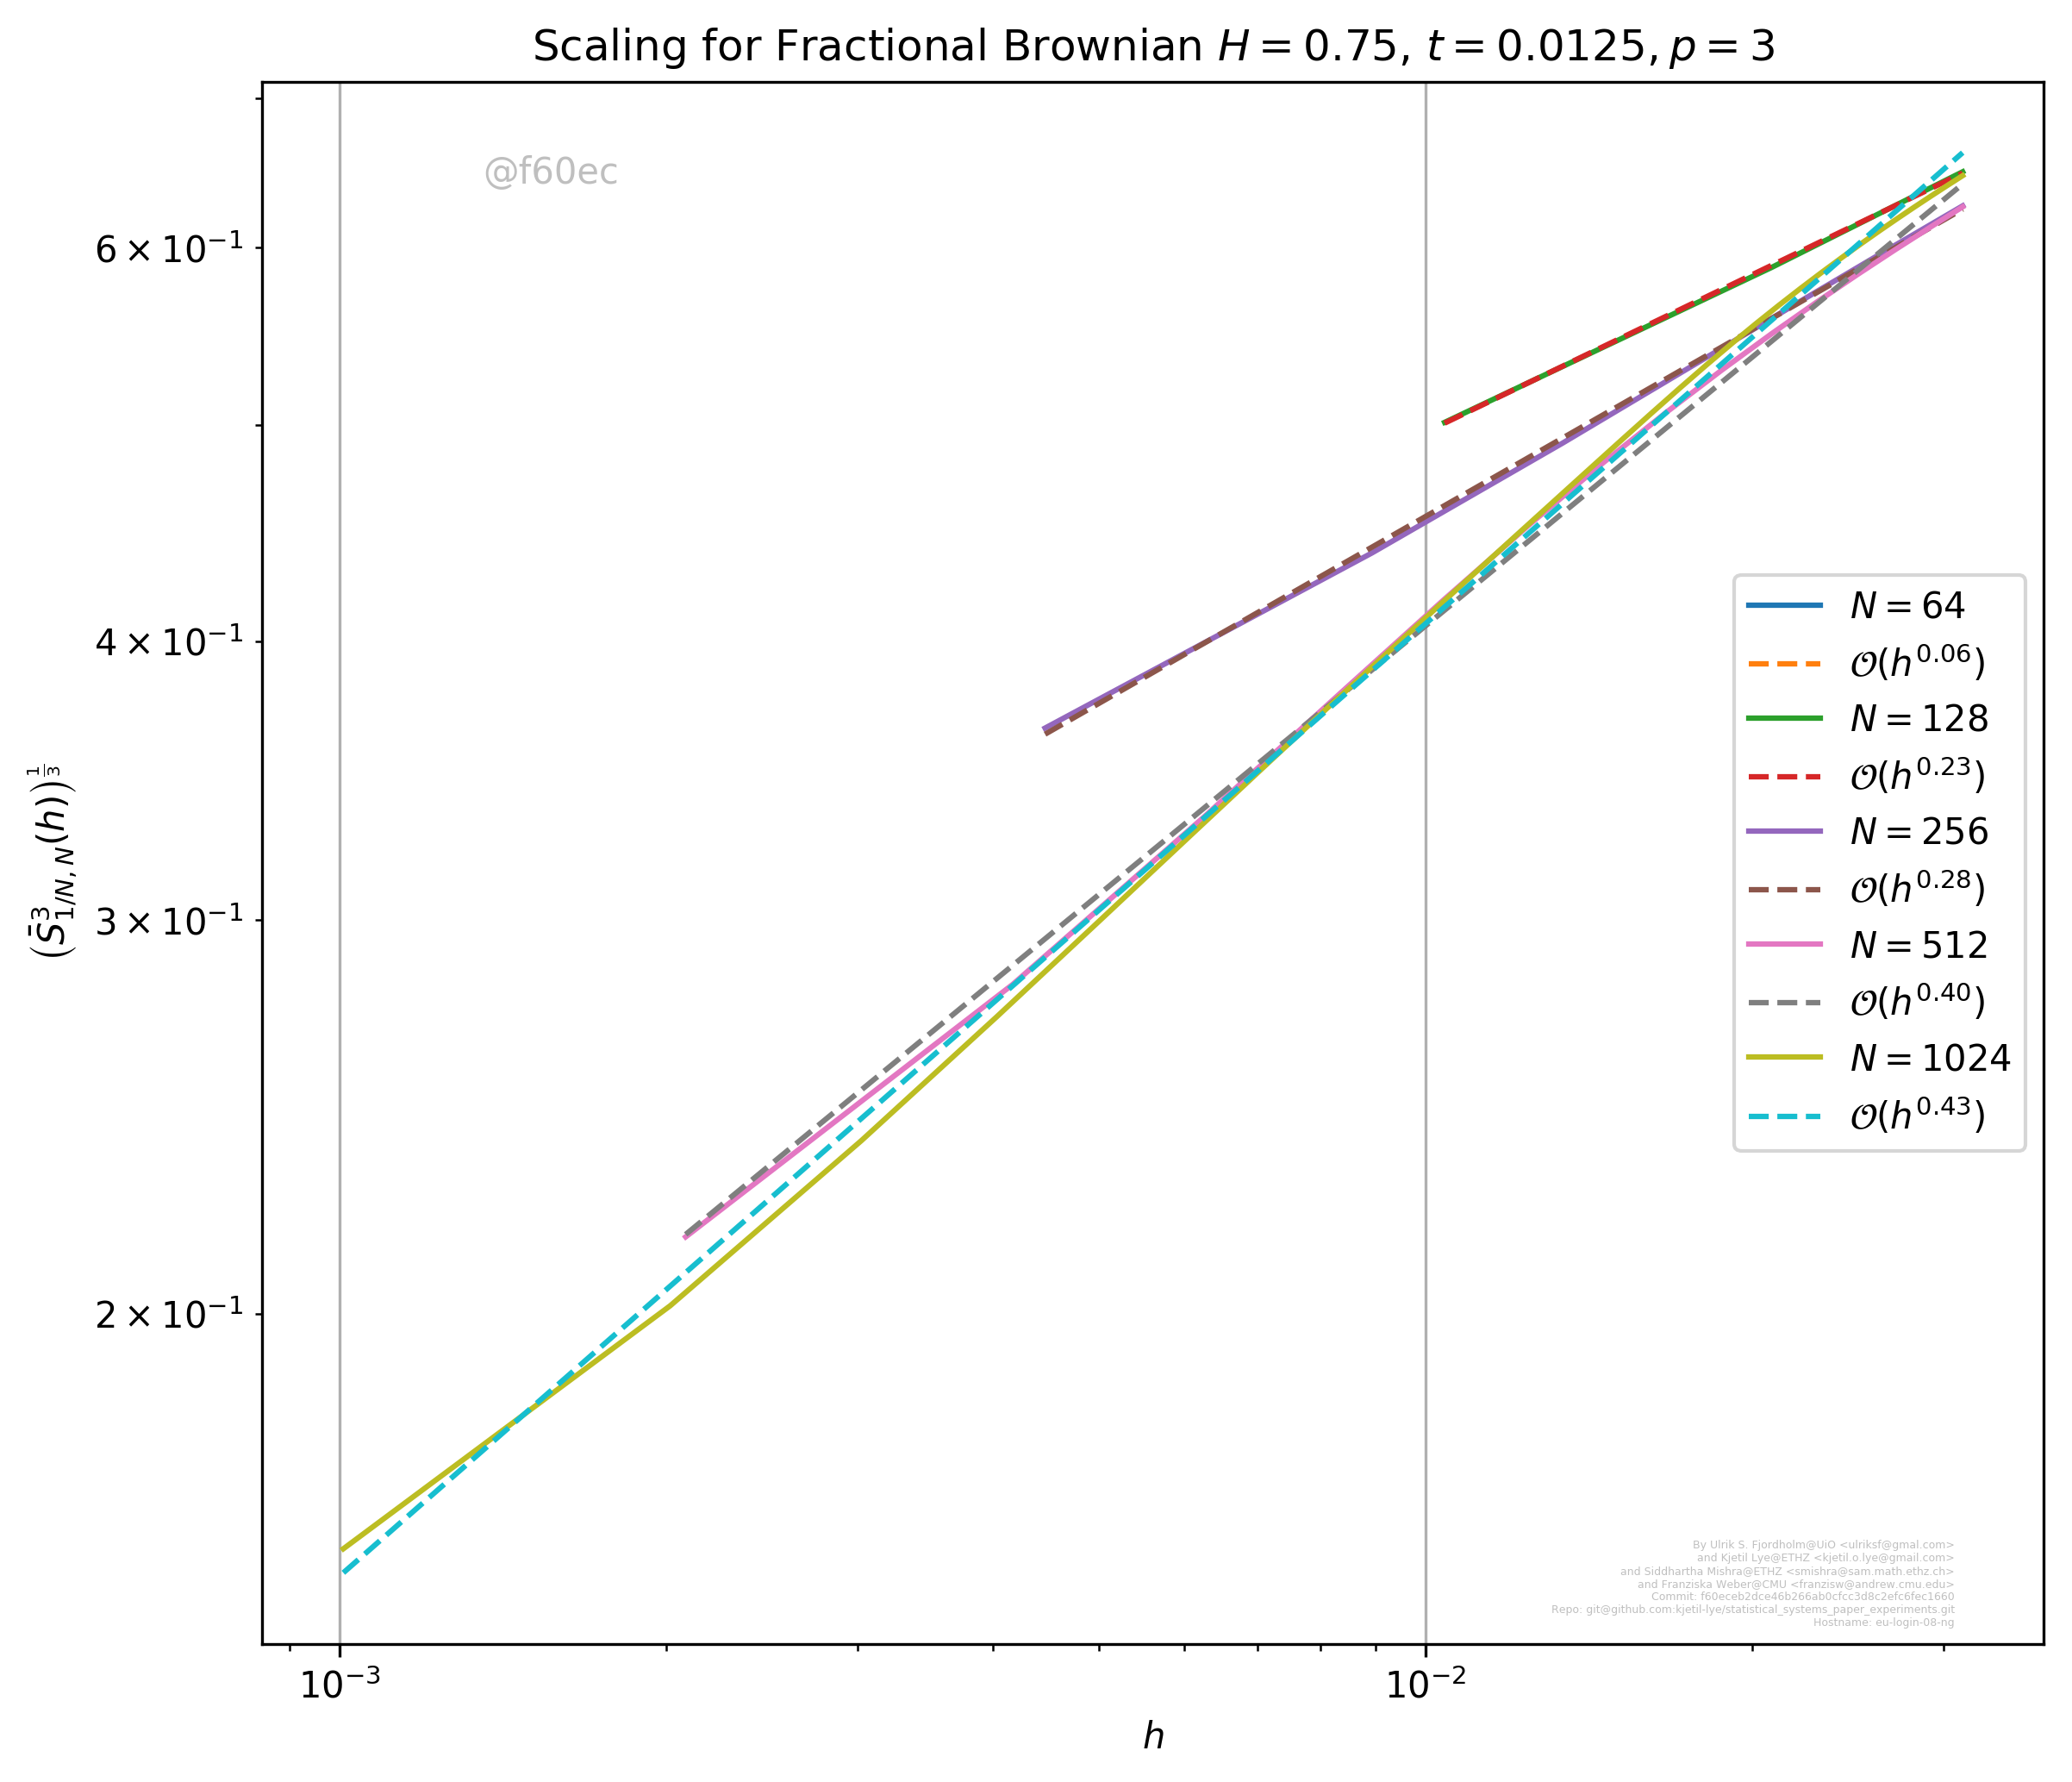 Scaling for Fractional Brownian H = 0.75, t = 0.0125, p = 3
@f60ec
6 × 10⁻¹
4 × 10⁻¹
3 × 10⁻¹
2 × 10⁻¹
(S̄³₁/N,N(h))^(1/3)
N = 64
𝒪(h^0.06)
N = 128
𝒪(h^0.23)
N = 256
𝒪(h^0.28)
N = 512
𝒪(h^0.40)
N = 1024
𝒪(h^0.43)
By Ulrik S. Fjordholm@UiO <ulriksf@gmal.com>
and Kjetil Lye@ETHZ <kjetil.o.lye@gmail.com>
and Siddhartha Mishra@ETHZ <smishra@sam.math.ethz.ch>
and Franziska Weber@CMU <franzisw@andrew.cmu.edu>
Commit: f60eceb2dce46b266ab0cfcc3d8c2efc6fec1660
Repo: git@github.com:kjetil-lye/statistical_systems_paper_experiments.git
Hostname: eu-login-08-ng
10⁻³
10⁻²
h